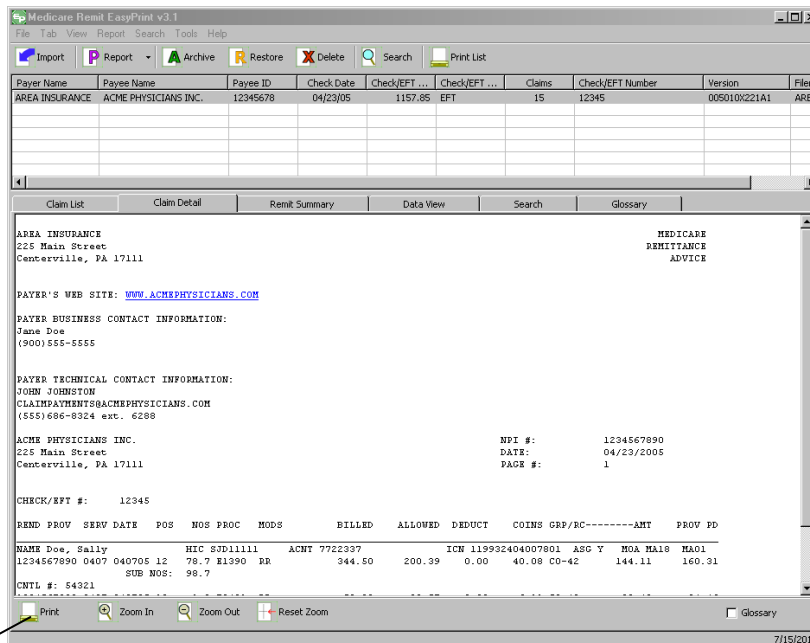 Medicare Remit EasyPrint v3.1
File Tab View Report Search Tools Help
Import Report Archive Restore Delete Search Print List
Payer Name Payee Name Payee ID Check Date Check/EFT ... Check/EFT ... Claims Check/EFT Number Version
AREA INSURANCE ACME PHYSICIANS INC. 12345678 04/23/05 1157.85 EFT 15 12345 005010X221A1
Claim List Claim Detail Remit Summary Data View Search Glossary
AREA INSURANCE MEDICARE
225 Main Street REMITTANCE
Centerville, PA 17111 ADVICE
PAYER'S WEB SITE: WWW.ACMEPHYSICIANS.COM
PAYER BUSINESS CONTACT INFORMATION:
Jane Doe
(900)555-5555
PAYER TECHNICAL CONTACT INFORMATION:
JOHN JOHNSTON
CLAIMPAYMENTS@ACMEPHYSICIANS.COM
(555)686-8324 ext. 6288
ACME PHYSICIANS INC. NPI #: 1234567890
225 Main Street DATE: 04/23/2005
Centerville, PA 17111 PAGE #: 1
CHECK/EFT #: 12345
REND PROV SERV DATE POS NOS PROC MODS BILLED ALLOWED DEDUCT COINS GRP/RC--------AMT PROV PD
NAME Doe, Sally HIC SJD11111 ACNT 7722337 ICN 119932404007801 ASG Y MOA MA18 MA01
1234567890 0407 040705 12 78.7 E1390 RR 344.50 200.39 0.00 40.08 CO-42 144.11 160.31
SUB NOS: 98.7
CNTL #: 54321
Print Zoom In Zoom Out Reset Zoom Glossary